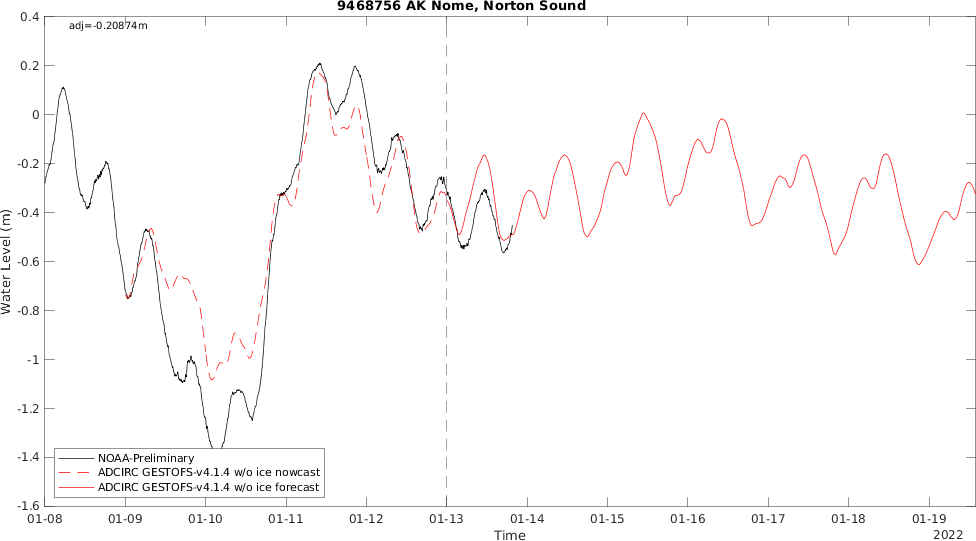 9468756 AK Nome, Norton Sound
adj=-0.20874m
0.4
0.2
0
-0.2
-0.4
-0.6
-0.8
-1
-1.2
-1.4
-1.6
Water Level (m)
NOAA-Preliminary
ADCIRC GESTOFS-v4.1.4 w/o ice nowcast
ADCIRC GESTOFS-v4.1.4 w/o ice forecast
01-08 01-09 01-10 01-11 01-12 01-13 01-14 01-15 01-16 01-17 01-18 01-19
Time
2022